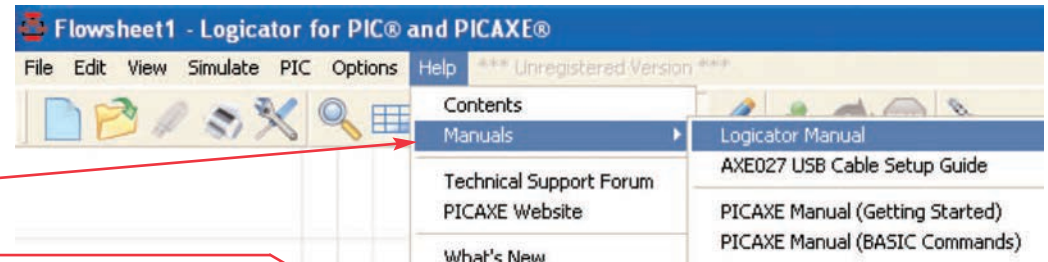 Flowsheet1 - Logicator for PIC® and PICAXE®
File Edit View Simulate PIC Options Help *** Unregistered Version ***
Contents
Manuals
Logicator Manual
AXE027 USB Cable Setup Guide
Technical Support Forum
PICAXE Website
PICAXE Manual (Getting Started)
PICAXE Manual (BASIC Commands)
What's New